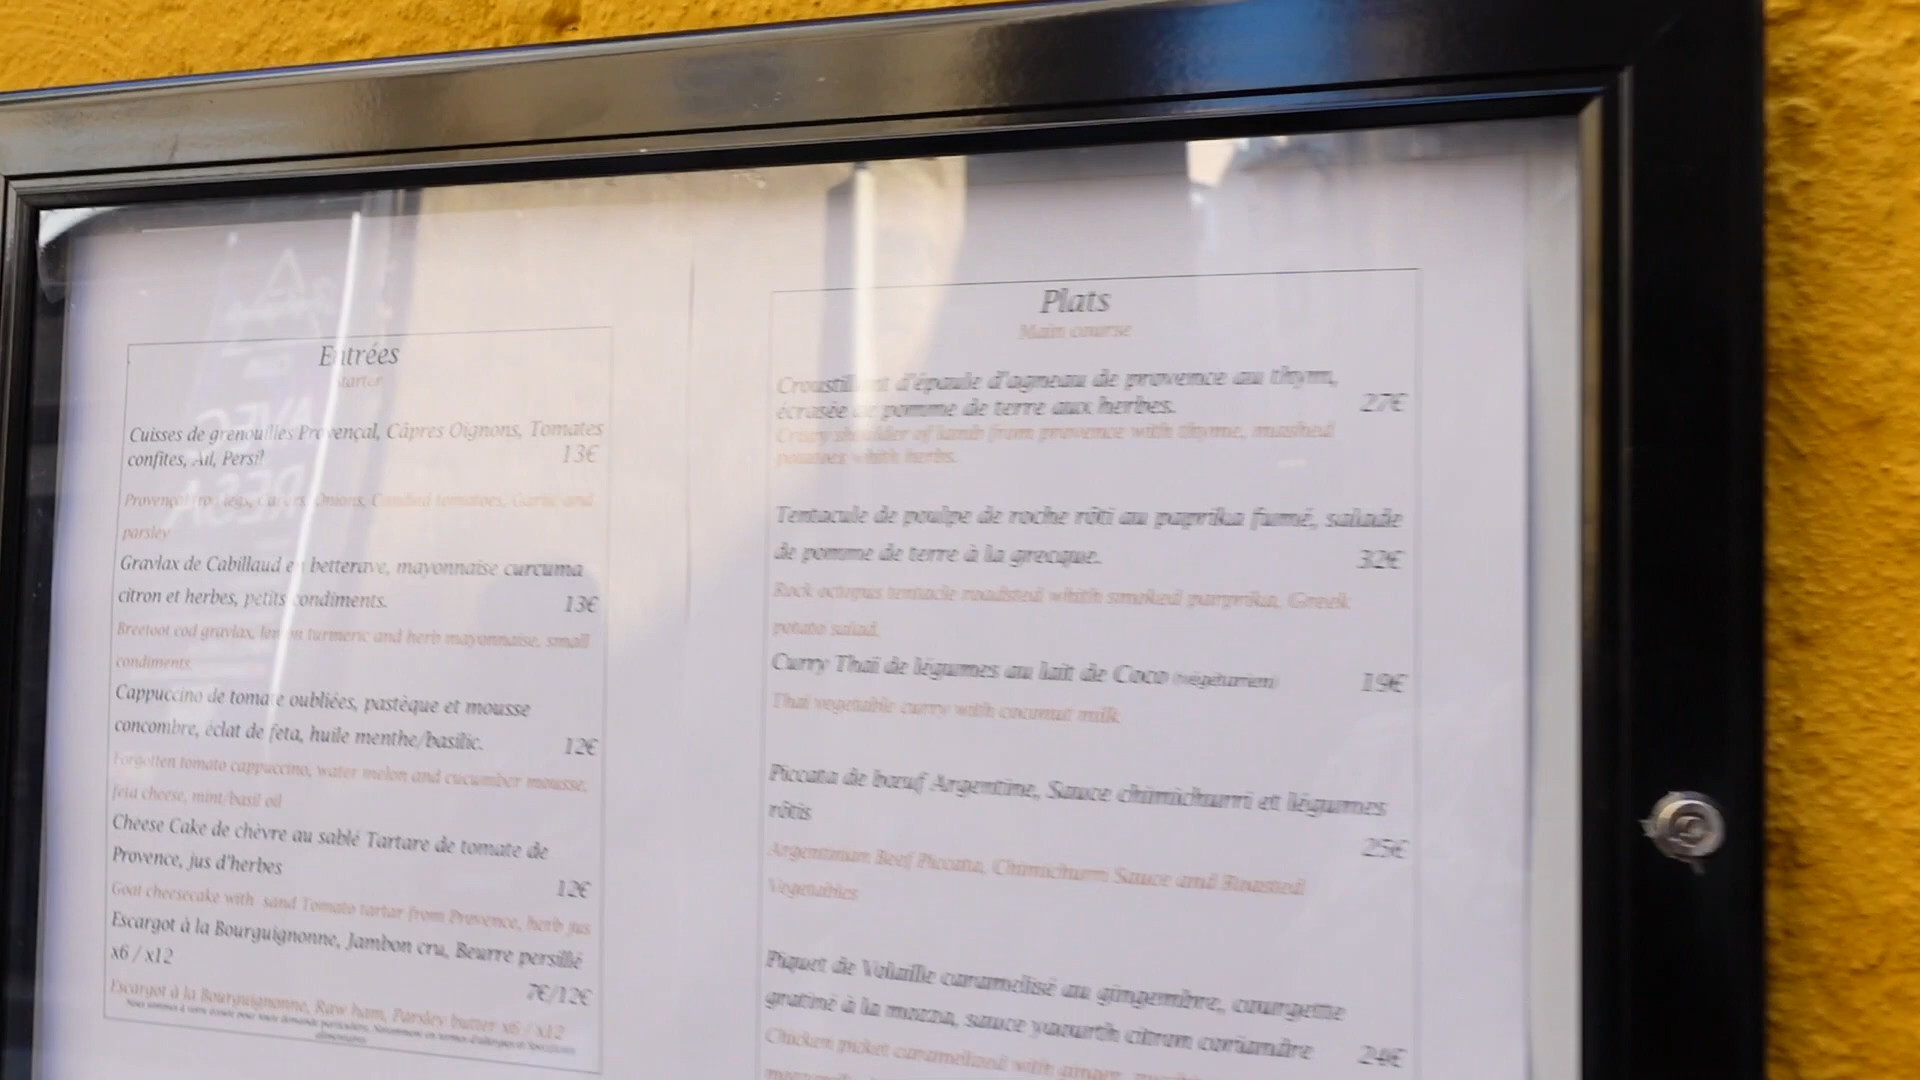 Entrées
starter
Cuisses de grenouilles Provençal, Câpres Oignons, Tomates
confites, Ail, Persil 13€
Provençal frog legs, Capers, Onions, Candied tomatoes, Garlic and
parsley
Gravlax de Cabillaud en betterave, mayonnaise curcuma
citron et herbes, petits condiments. 13€
Breetoot cod gravlax, lemon turmeric and herb mayonnaise, small
condiments.
Cappuccino de tomate oubliées, pastèque et mousse
concombre, éclat de feta, huile menthe/basilic. 12€
Forgotten tomato cappuccino, water melon and cucumber mousse,
feta cheese, mint/basil oil
Cheese Cake de chèvre au sablé Tartare de tomate de
Provence, jus d'herbes
12€
Goat cheesecake with sand Tomato tartar from Provence, herb jus
Escargot à la Bourguignonne, Jambon cru, Beurre persillé
x6 / x12
7€/12€
Escargot à la Bourguignonne, Raw ham, Parsley butter x6 / x12
Plats
Main course
Croustillant d'épaule d'agneau de provence au thym,
écrasée de pomme de terre aux herbes. 27€
Crispy shoulder of lamb from provence with thyme, mashed
potatoes whith herbs.
Tentacule de poulpe de roche rôti au paprika fumé, salade
de pomme de terre à la grecque. 32€
Rock octopus tentacle roadsted whith smoked parprika, Greek
potato salad.
Curry Thaï de légumes au lait de Coco (végétarien) 19€
Thai vegetable curry with coconut milk
Piccata de bœuf Argentine, Sauce chimichurri et légumes
rôtis
25€
Argentinian Beef Piccata, Chimichurri Sauce and Roasted
Vegetables
Piquet de Volaille caramélisé au gingembre, courgette
gratiné à la mozza, sauce yaourth citron coriandre 24€
Chicken picket caramelized with ginger,